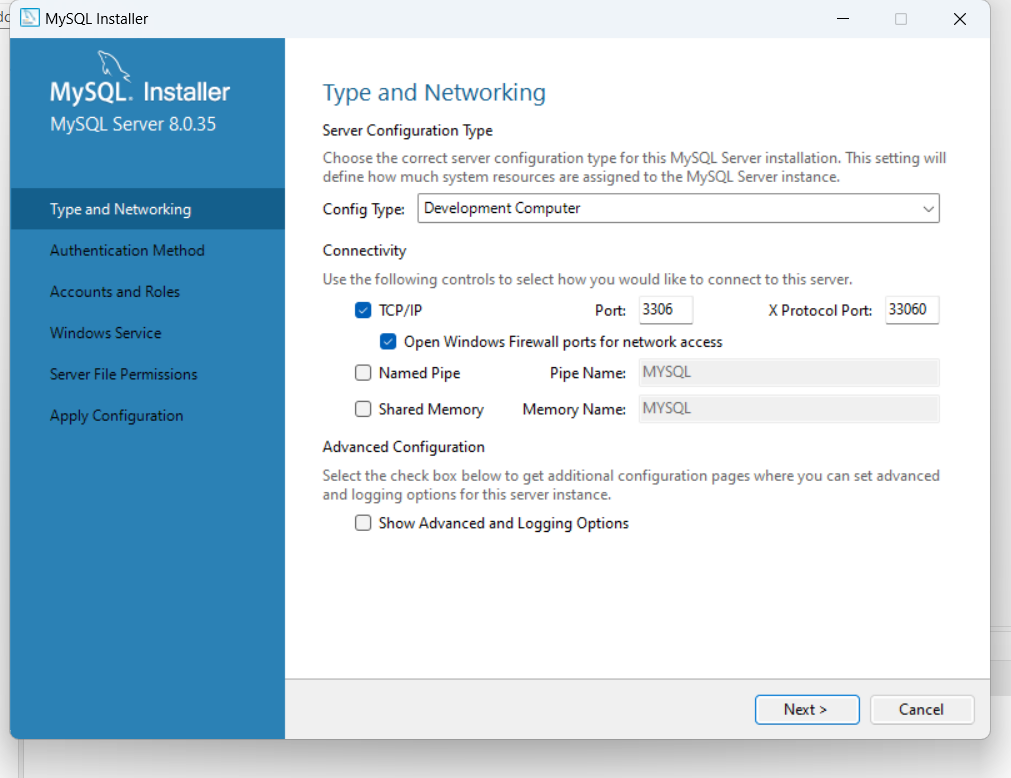 MySQL Installer
MySQL. Installer
MySQL Server 8.0.35
Type and Networking
Authentication Method
Accounts and Roles
Windows Service
Server File Permissions
Apply Configuration
Type and Networking
Server Configuration Type
Choose the correct server configuration type for this MySQL Server installation. This setting will
define how much system resources are assigned to the MySQL Server instance.
Config Type: Development Computer
Connectivity
Use the following controls to select how you would like to connect to this server.
TCP/IP Port: 3306 X Protocol Port: 33060
Open Windows Firewall ports for network access
Named Pipe Pipe Name: MYSQL
Shared Memory Memory Name: MYSQL
Advanced Configuration
Select the check box below to get additional configuration pages where you can set advanced
and logging options for this server instance.
Show Advanced and Logging Options
Next > Cancel